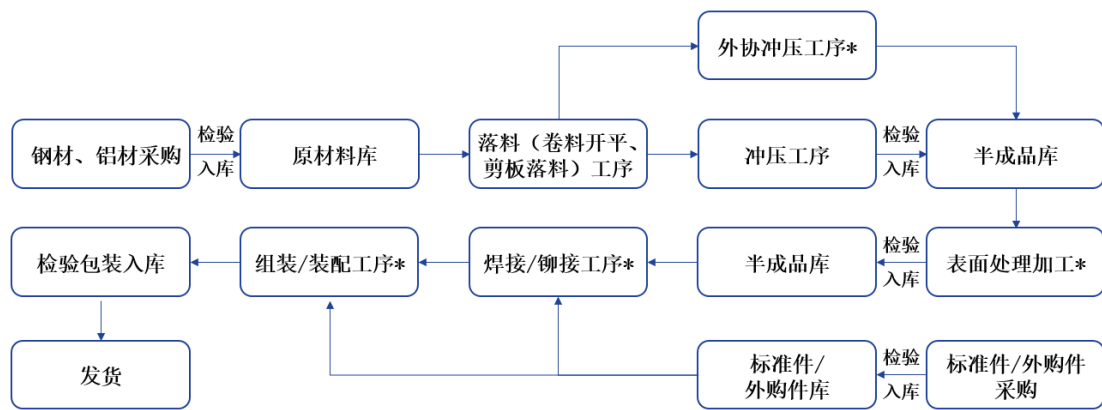 外协冲压工序*
钢材、铝材采购
检验
入库
原材料库
落料（卷料开平、
剪板落料）工序
冲压工序
检验
入库
半成品库
检验包装入库
组装/装配工序*
焊接/铆接工序*
半成品库
检验
入库
表面处理加工*
发货
标准件/
外购件库
检验
入库
标准件/外购件
采购